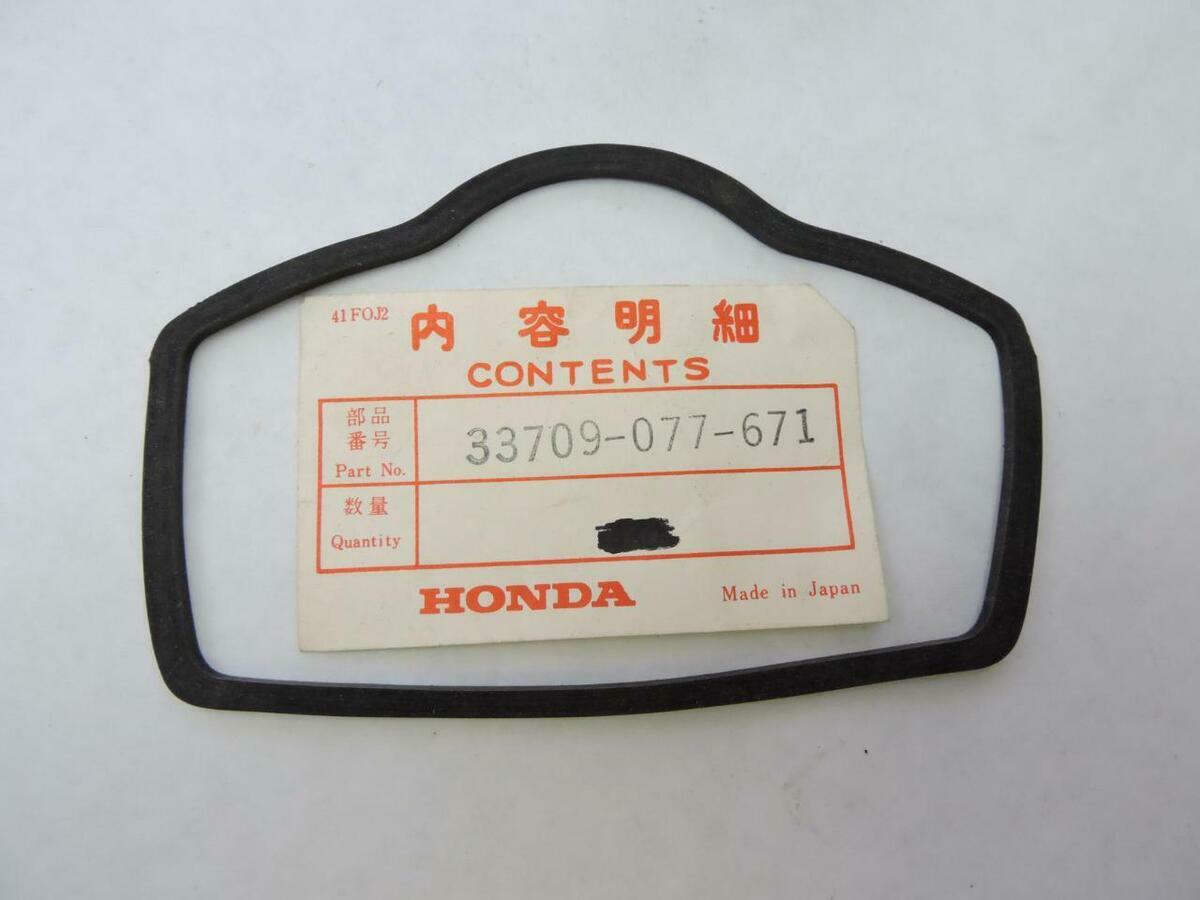 41FOJ2
内容明細
CONTENTS
部品
番号
Part No.
33709-077-671
数量
Quantity
HONDA
Made in Japan